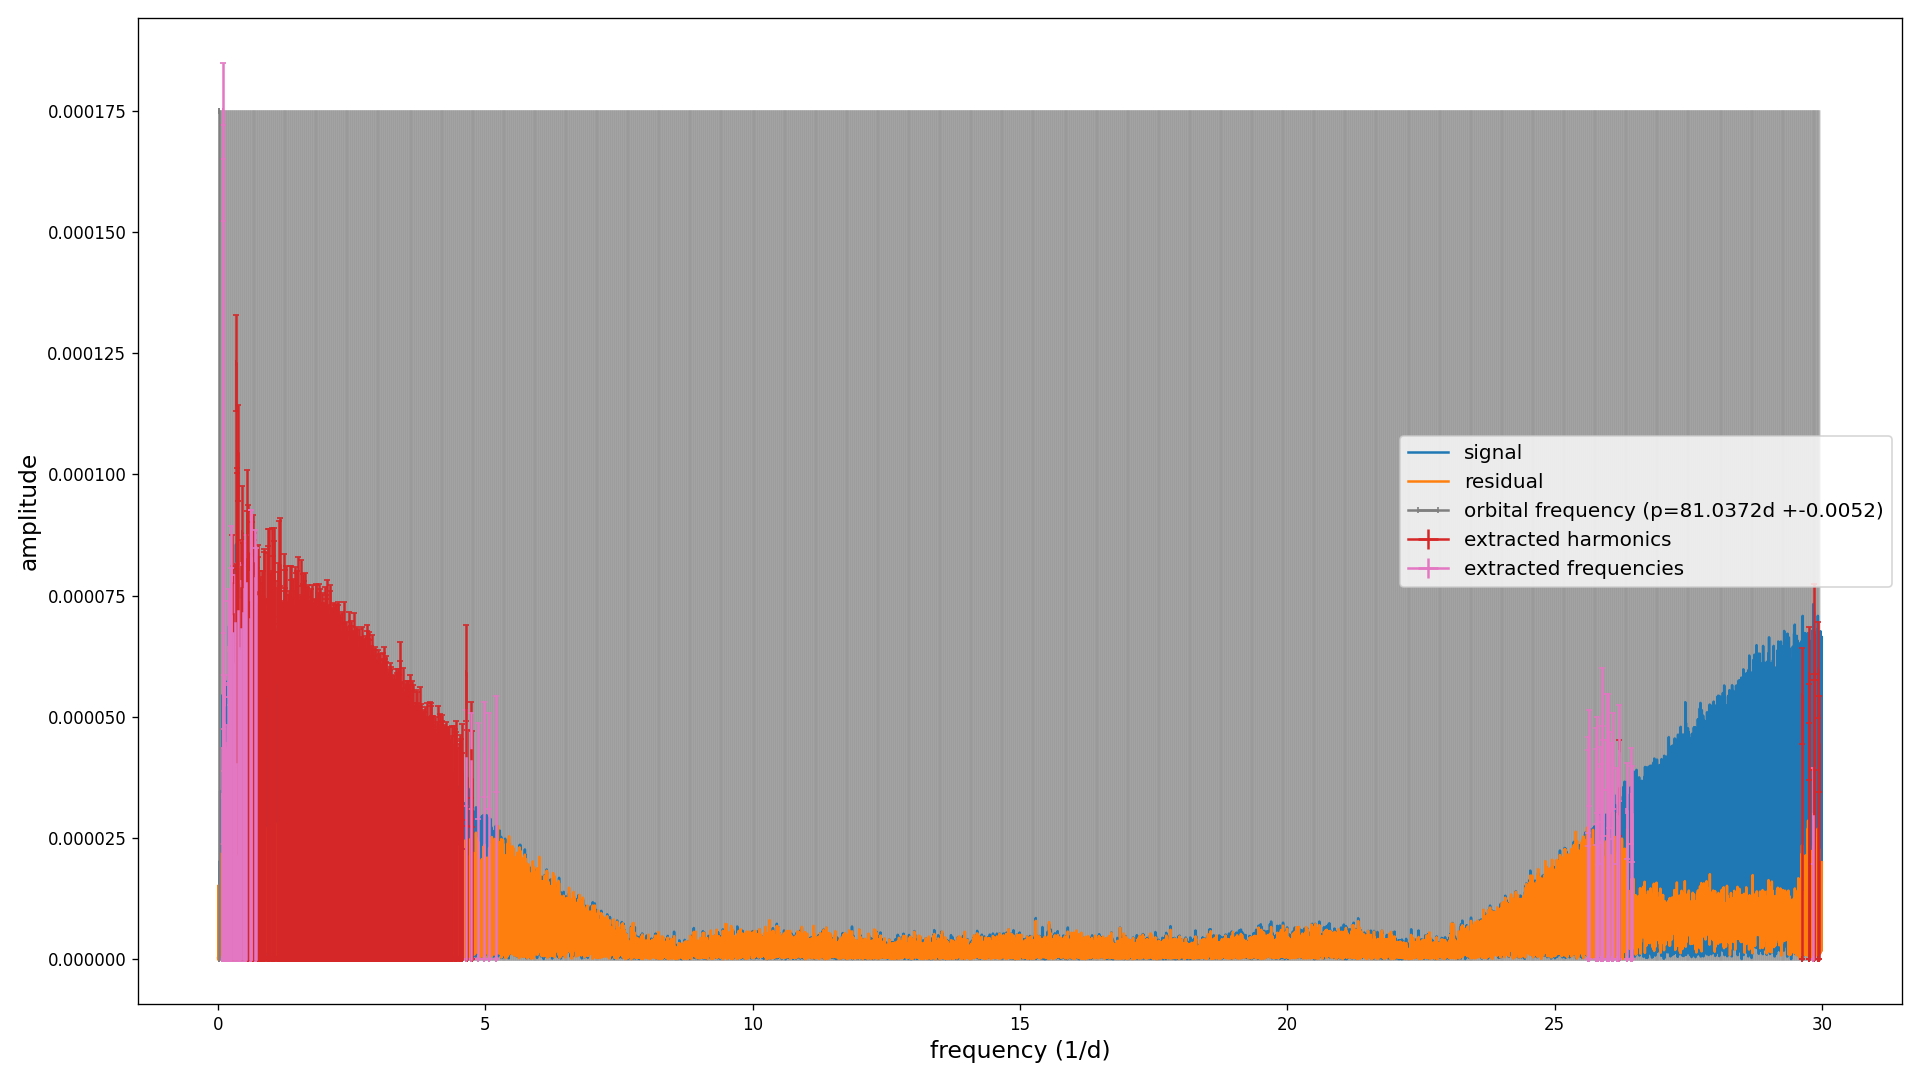 0.000175
0.000150
0.000125
0.000100
0.000075
0.000050
0.000025
0.000000
amplitude
signal
residual
orbital frequency (p=81.0372d +-0.0052)
extracted harmonics
extracted frequencies
0 5 10 15 20 25 30
frequency (1/d)